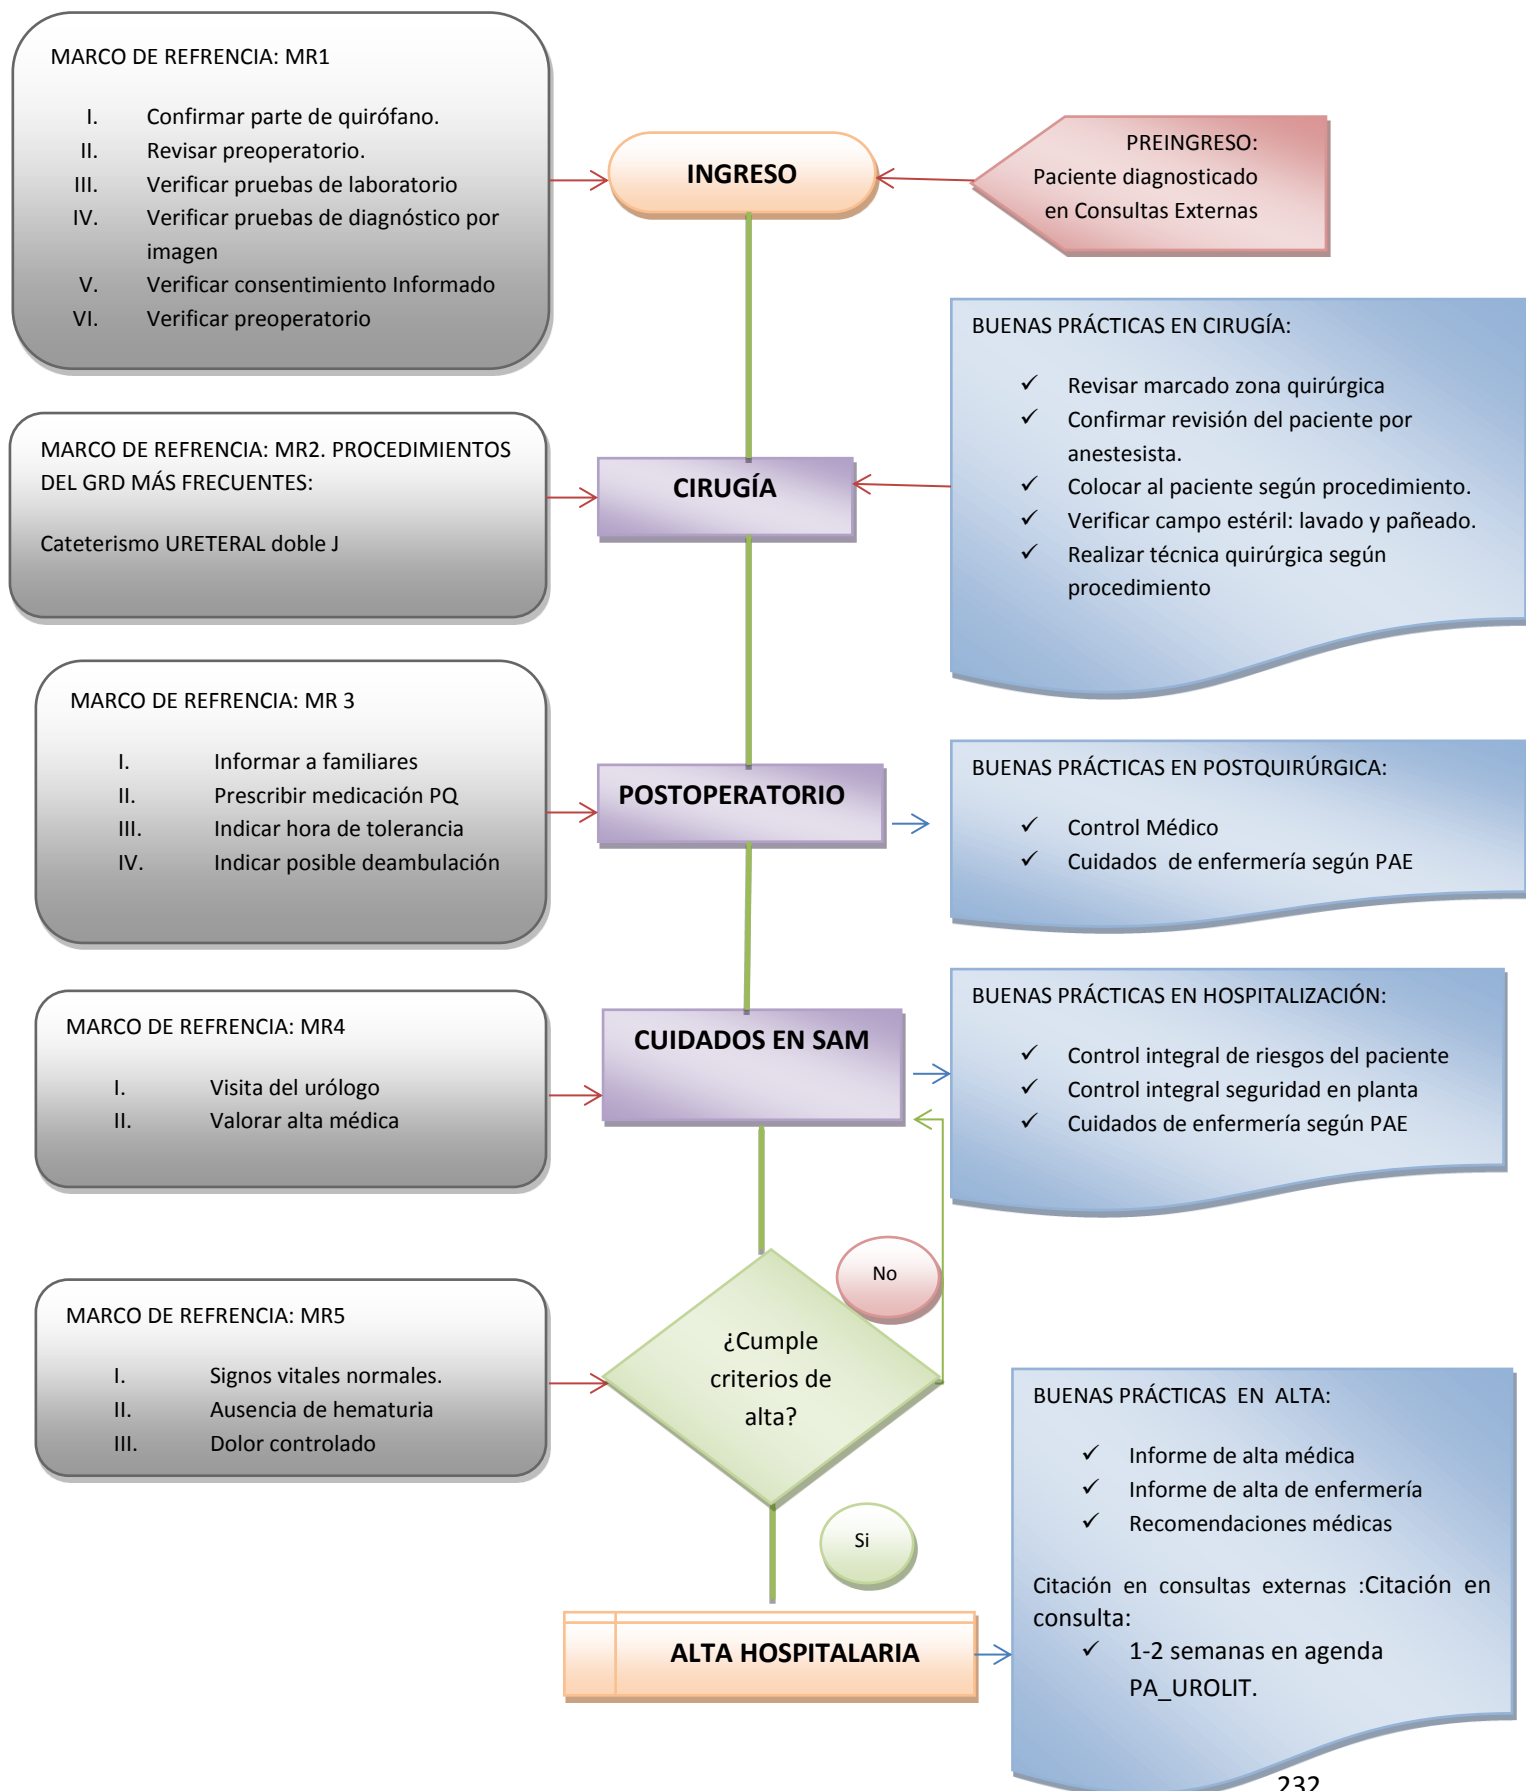 MARCO DE REFRENCIA: MR1
I. Confirmar parte de quirófano.
II. Revisar preoperatorio.
III. Verificar pruebas de laboratorio
IV. Verificar pruebas de diagnóstico por
imagen
V. Verificar consentimiento Informado
VI. Verificar preoperatorio
INGRESO
PREINGRESO:
Paciente diagnosticado
en Consultas Externas
MARCO DE REFRENCIA: MR2. PROCEDIMIENTOS
DEL GRD MÁS FRECUENTES:
Cateterismo URETERAL doble J
CIRUGÍA
BUENAS PRÁCTICAS EN CIRUGÍA:
✓ Revisar marcado zona quirúrgica
✓ Confirmar revisión del paciente por
anestesista.
✓ Colocar al paciente según procedimiento.
✓ Verificar campo estéril: lavado y pañeado.
✓ Realizar técnica quirúrgica según
procedimiento
MARCO DE REFRENCIA: MR 3
I. Informar a familiares
II. Prescribir medicación PQ
III. Indicar hora de tolerancia
IV. Indicar posible deambulación
POSTOPERATORIO
BUENAS PRÁCTICAS EN POSTQUIRÚRGICA:
✓ Control Médico
✓ Cuidados de enfermería según PAE
MARCO DE REFRENCIA: MR4
I. Visita del urólogo
II. Valorar alta médica
CUIDADOS EN SAM
BUENAS PRÁCTICAS EN HOSPITALIZACIÓN:
✓ Control integral de riesgos del paciente
✓ Control integral seguridad en planta
✓ Cuidados de enfermería según PAE
MARCO DE REFRENCIA: MR5
I. Signos vitales normales.
II. Ausencia de hematuria
III. Dolor controlado
¿Cumple
criterios de
alta?
No
Si
ALTA HOSPITALARIA
BUENAS PRÁCTICAS EN ALTA:
✓ Informe de alta médica
✓ Informe de alta de enfermería
✓ Recomendaciones médicas
Citación en consultas externas :Citación en
consulta:
✓ 1-2 semanas en agenda
PA_UROLIT.
232